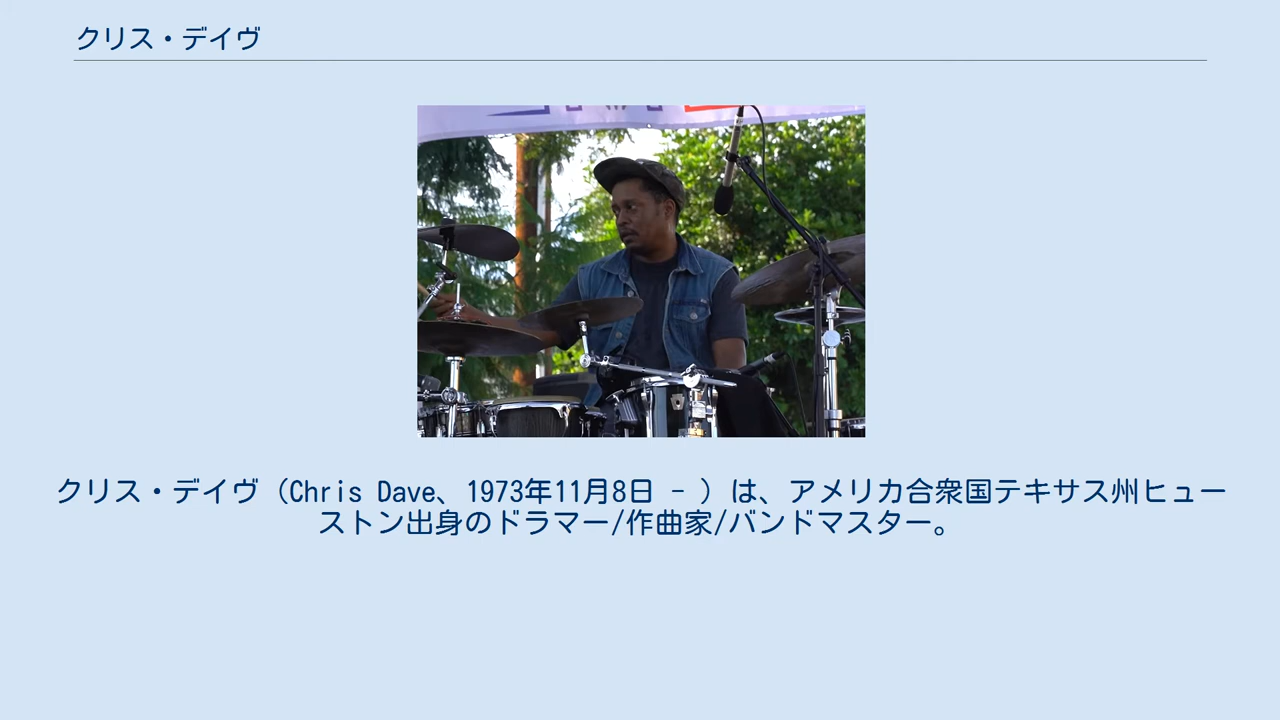 クリス・デイヴ
クリス・デイヴ（Chris Dave、1973年11月8日 - ）は、アメリカ合衆国テキサス州ヒュー
ストン出身のドラマー/作曲家/バンドマスター。